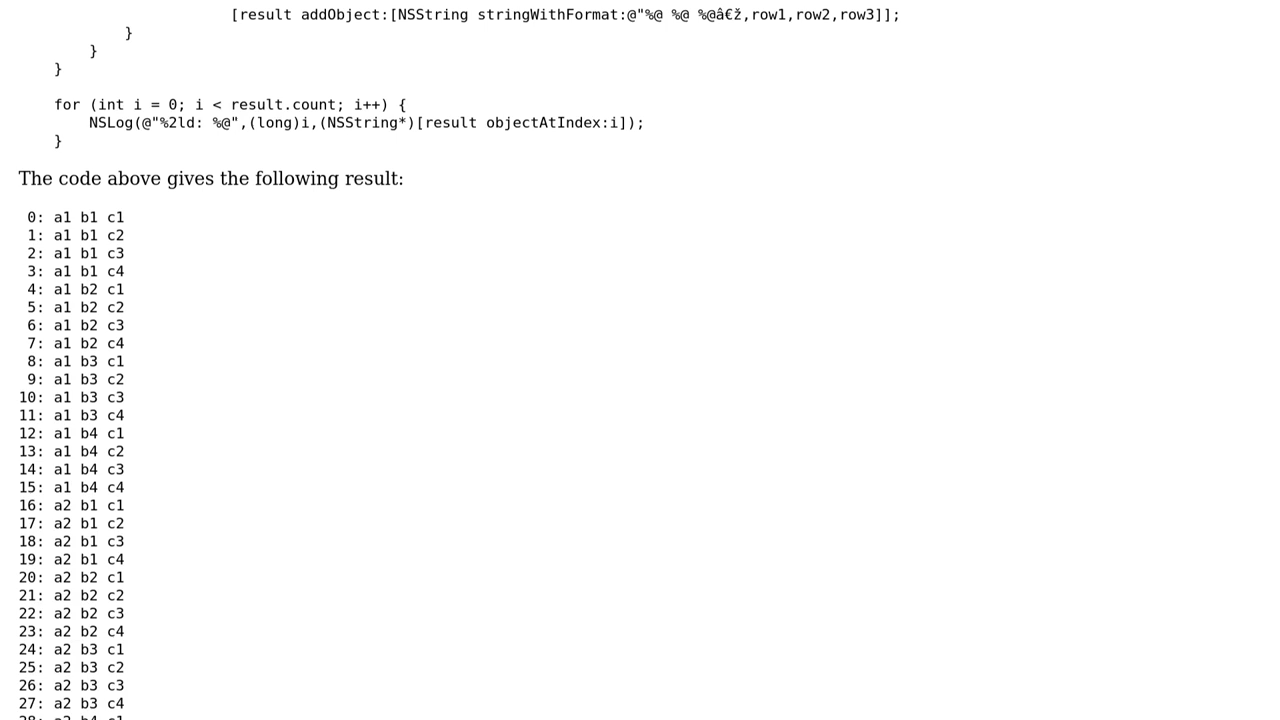 [result addObject:[NSString stringWithFormat:@"%@ %@ %@â€ž,row1,row2,row3]];
}
}
}
for (int i = 0; i < result.count; i++) {
NSLog(@"%2ld: %@",(long)i,(NSString*)[result objectAtIndex:i]);
}
The code above gives the following result:
0: a1 b1 c1
1: a1 b1 c2
2: a1 b1 c3
3: a1 b1 c4
4: a1 b2 c1
5: a1 b2 c2
6: a1 b2 c3
7: a1 b2 c4
8: a1 b3 c1
9: a1 b3 c2
10: a1 b3 c3
11: a1 b3 c4
12: a1 b4 c1
13: a1 b4 c2
14: a1 b4 c3
15: a1 b4 c4
16: a2 b1 c1
17: a2 b1 c2
18: a2 b1 c3
19: a2 b1 c4
20: a2 b2 c1
21: a2 b2 c2
22: a2 b2 c3
23: a2 b2 c4
24: a2 b3 c1
25: a2 b3 c2
26: a2 b3 c3
27: a2 b3 c4
28: a2 b4 c1